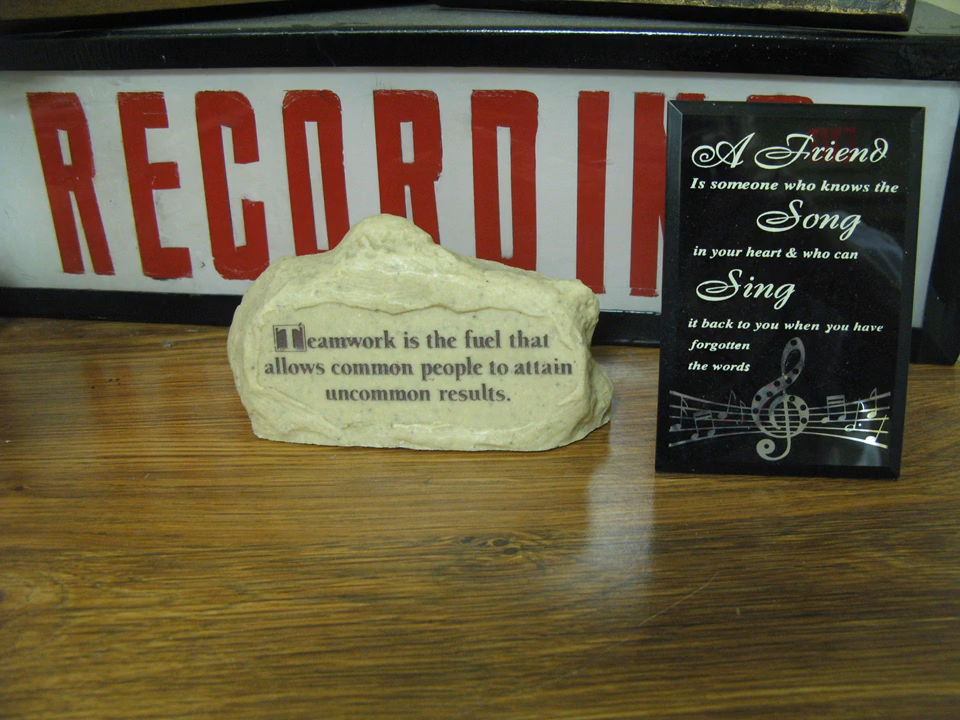 RECORDIN
Teamwork is the fuel that
allows common people to attain
uncommon results.
A Friend
Is someone who knows the
Song
in your heart & who can
Sing
it back to you when you have
forgotten
the words